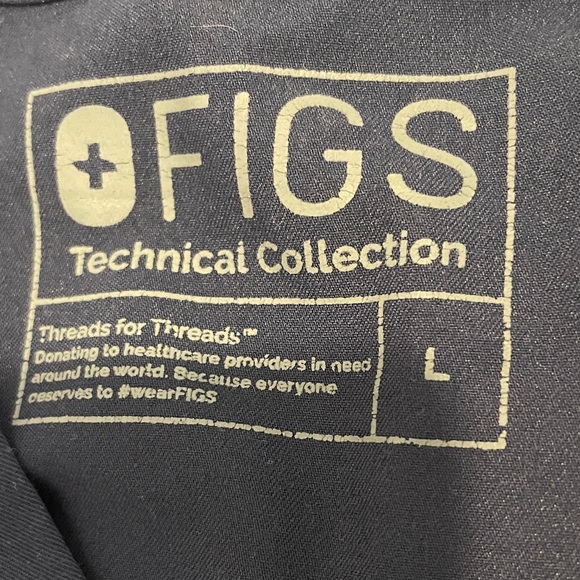 FIGS
Technical Collection
Threads for Threads™
Donating to healthcare providers in need
around the world. Because everyone
deserves to #wearFIGS
L